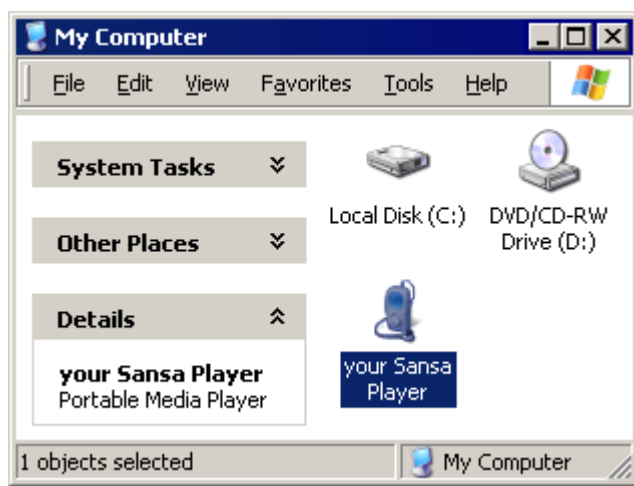 My Computer
File Edit View Favorites Tools Help
System Tasks
Other Places
Details
your Sansa Player
Portable Media Player
Local Disk (C:)
DVD/CD-RW
Drive (D:)
your Sansa
Player
1 objects selected
My Computer